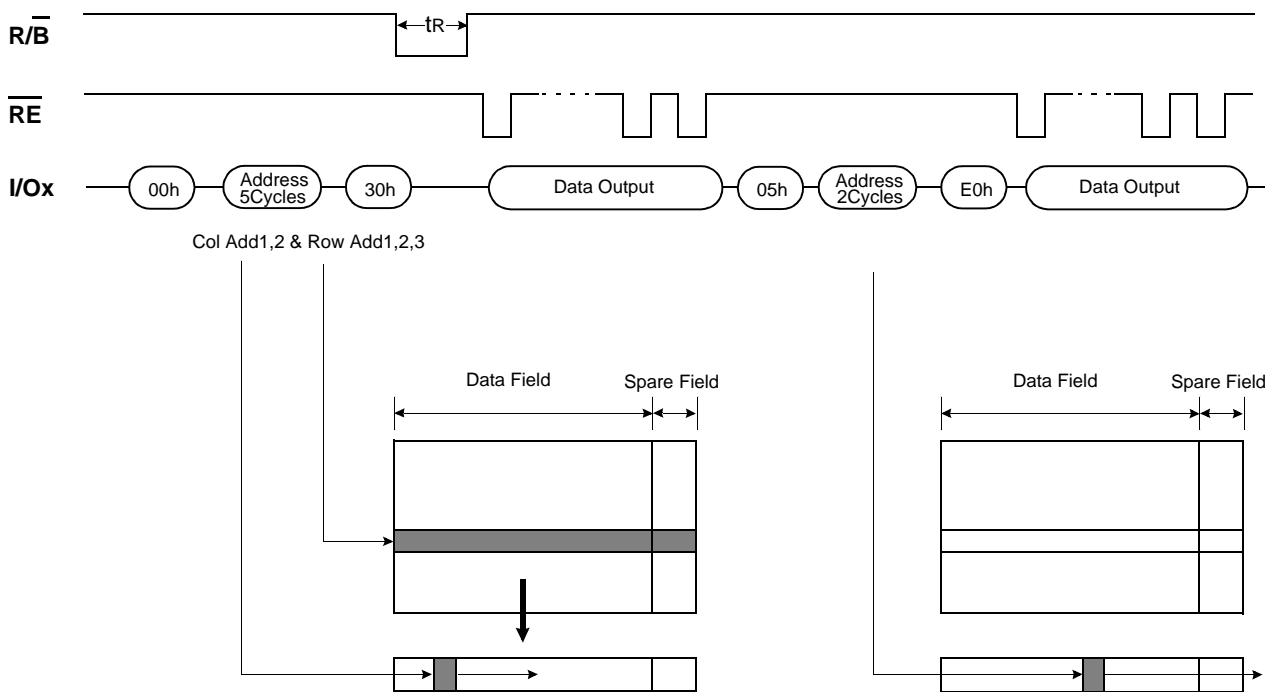 R/B
tR
RE
I/Ox
00h
Address
5Cycles
30h
Data Output
05h
Address
2Cycles
E0h
Data Output
Col Add1,2 & Row Add1,2,3
Data Field
Spare Field
Data Field
Spare Field